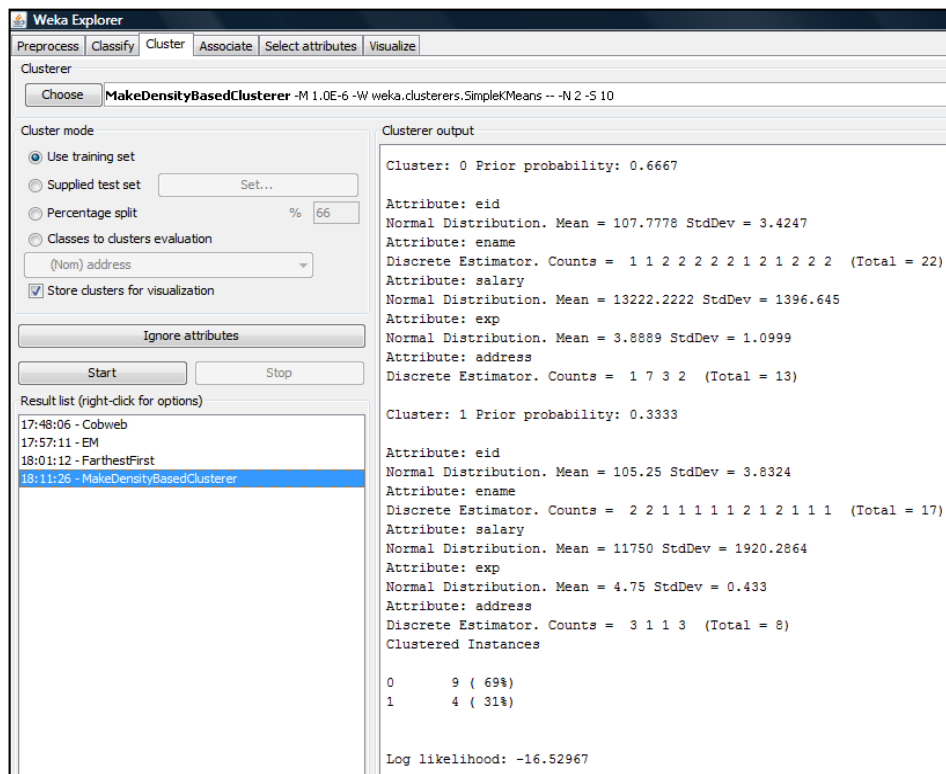 Weka Explorer
Preprocess Classify Cluster Associate Select attributes Visualize
Clusterer
Choose MakeDensityBasedClusterer -M 1.0E-6 -W weka.clusterers.SimpleKMeans -- -N 2 -S 10
Cluster mode
Use training set
Supplied test set Set...
Percentage split % 66
Classes to clusters evaluation
(Nom) address
Store clusters for visualization
Ignore attributes
Start Stop
Result list (right-click for options)
17:48:06 - Cobweb
17:57:11 - EM
18:01:12 - FarthestFirst
18:11:26 - MakeDensityBasedClusterer
Clusterer output
Cluster: 0 Prior probability: 0.6667
Attribute: eid
Normal Distribution. Mean = 107.7778 StdDev = 3.4247
Attribute: ename
Discrete Estimator. Counts = 1 1 2 2 2 2 2 1 2 1 2 2 2 (Total = 22)
Attribute: salary
Normal Distribution. Mean = 13222.2222 StdDev = 1396.645
Attribute: exp
Normal Distribution. Mean = 3.8889 StdDev = 1.0999
Attribute: address
Discrete Estimator. Counts = 1 7 3 2 (Total = 13)
Cluster: 1 Prior probability: 0.3333
Attribute: eid
Normal Distribution. Mean = 105.25 StdDev = 3.8324
Attribute: ename
Discrete Estimator. Counts = 2 2 1 1 1 1 1 2 1 2 1 1 1 (Total = 17)
Attribute: salary
Normal Distribution. Mean = 11750 StdDev = 1920.2864
Attribute: exp
Normal Distribution. Mean = 4.75 StdDev = 0.433
Attribute: address
Discrete Estimator. Counts = 3 1 1 3 (Total = 8)
Clustered Instances
0 9 ( 69%)
1 4 ( 31%)
Log likelihood: -16.52967